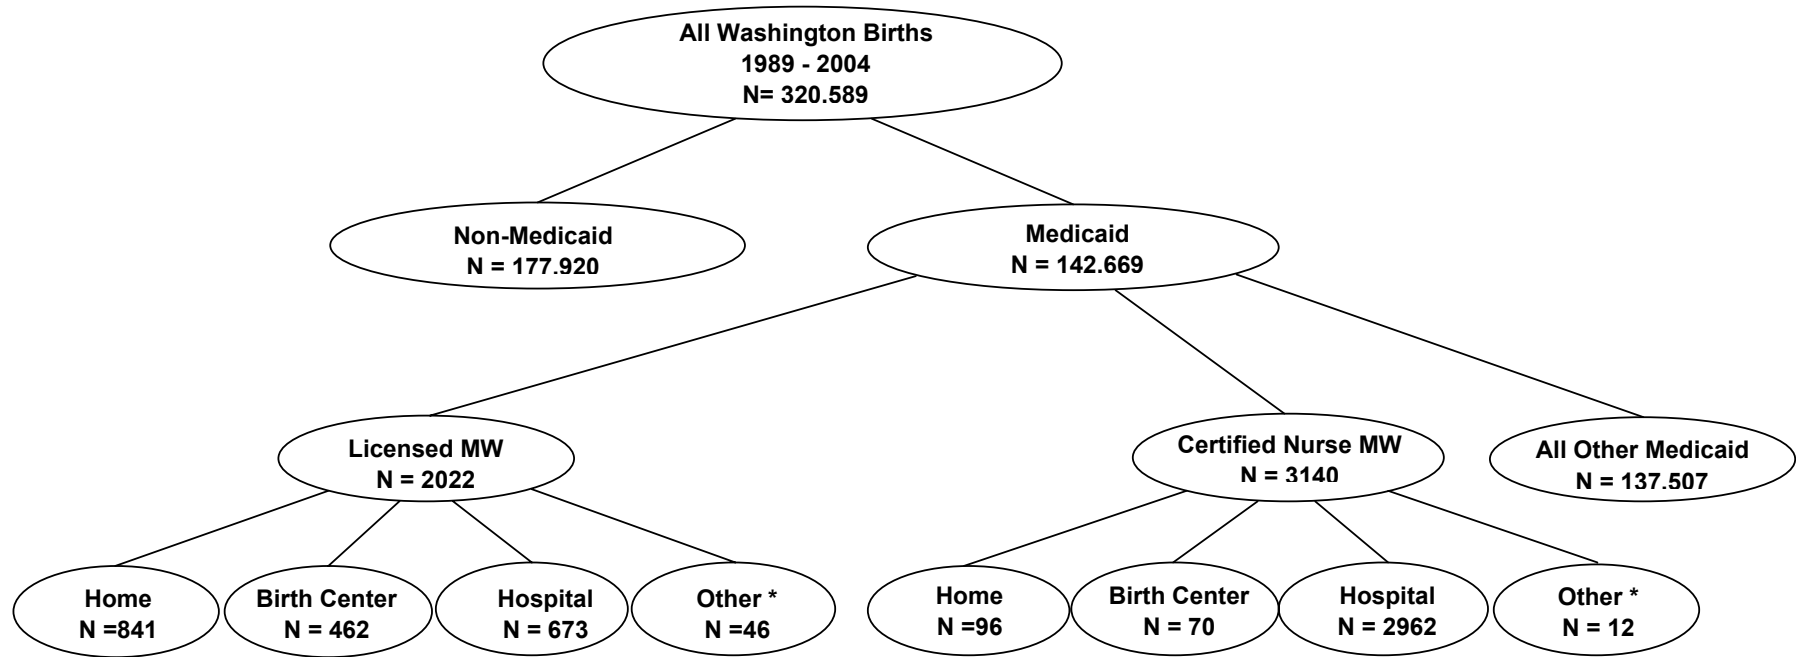 All Washington Births
1989 - 2004
N= 320.589
Non-Medicaid
N = 177.920
Medicaid
N = 142.669
Licensed MW
N = 2022
Certified Nurse MW
N = 3140
All Other Medicaid
N = 137.507
Home
N =841
Birth Center
N = 462
Hospital
N = 673
Other *
N =46
Home
N =96
Birth Center
N = 70
Hospital
N = 2962
Other *
N = 12